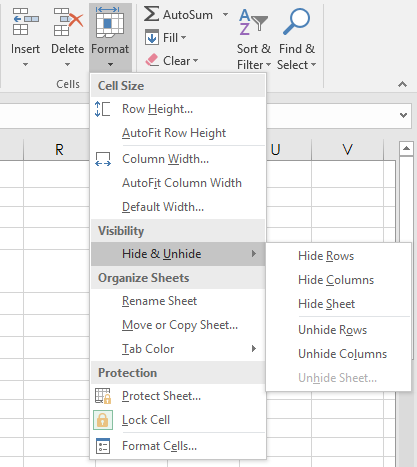 Insert Delete Format
Cells
AutoSum
Fill
Clear
Sort &
Filter
Find &
Select
R U V
Cell Size
Row Height...
AutoFit Row Height
Column Width...
AutoFit Column Width
Default Width...
Visibility
Hide & Unhide
Organize Sheets
Rename Sheet
Move or Copy Sheet...
Tab Color
Protection
Protect Sheet...
Lock Cell
Format Cells...
Hide Rows
Hide Columns
Hide Sheet
Unhide Rows
Unhide Columns
Unhide Sheet...